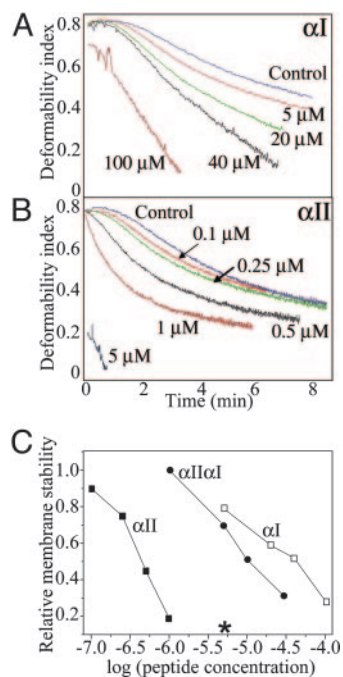 A
αI
Deformability index
0.8
0.6
0.4
0.2
0
Control
5 µM
20 µM
40 µM
100 µM
B
αII
Deformability index
0.8
0.6
0.4
0.2
0
Control
0.1 µM
0.25 µM
0.5 µM
1 µM
5 µM
0 2 4 6 8
Time (min)
C
Relative membrane stability
1.0
0.8
0.6
0.4
0.2
αII
αIIαI
αI
*
-7.0 -6.5 -6.0 -5.5 -5.0 -4.5 -4.0
log (peptide concentration)